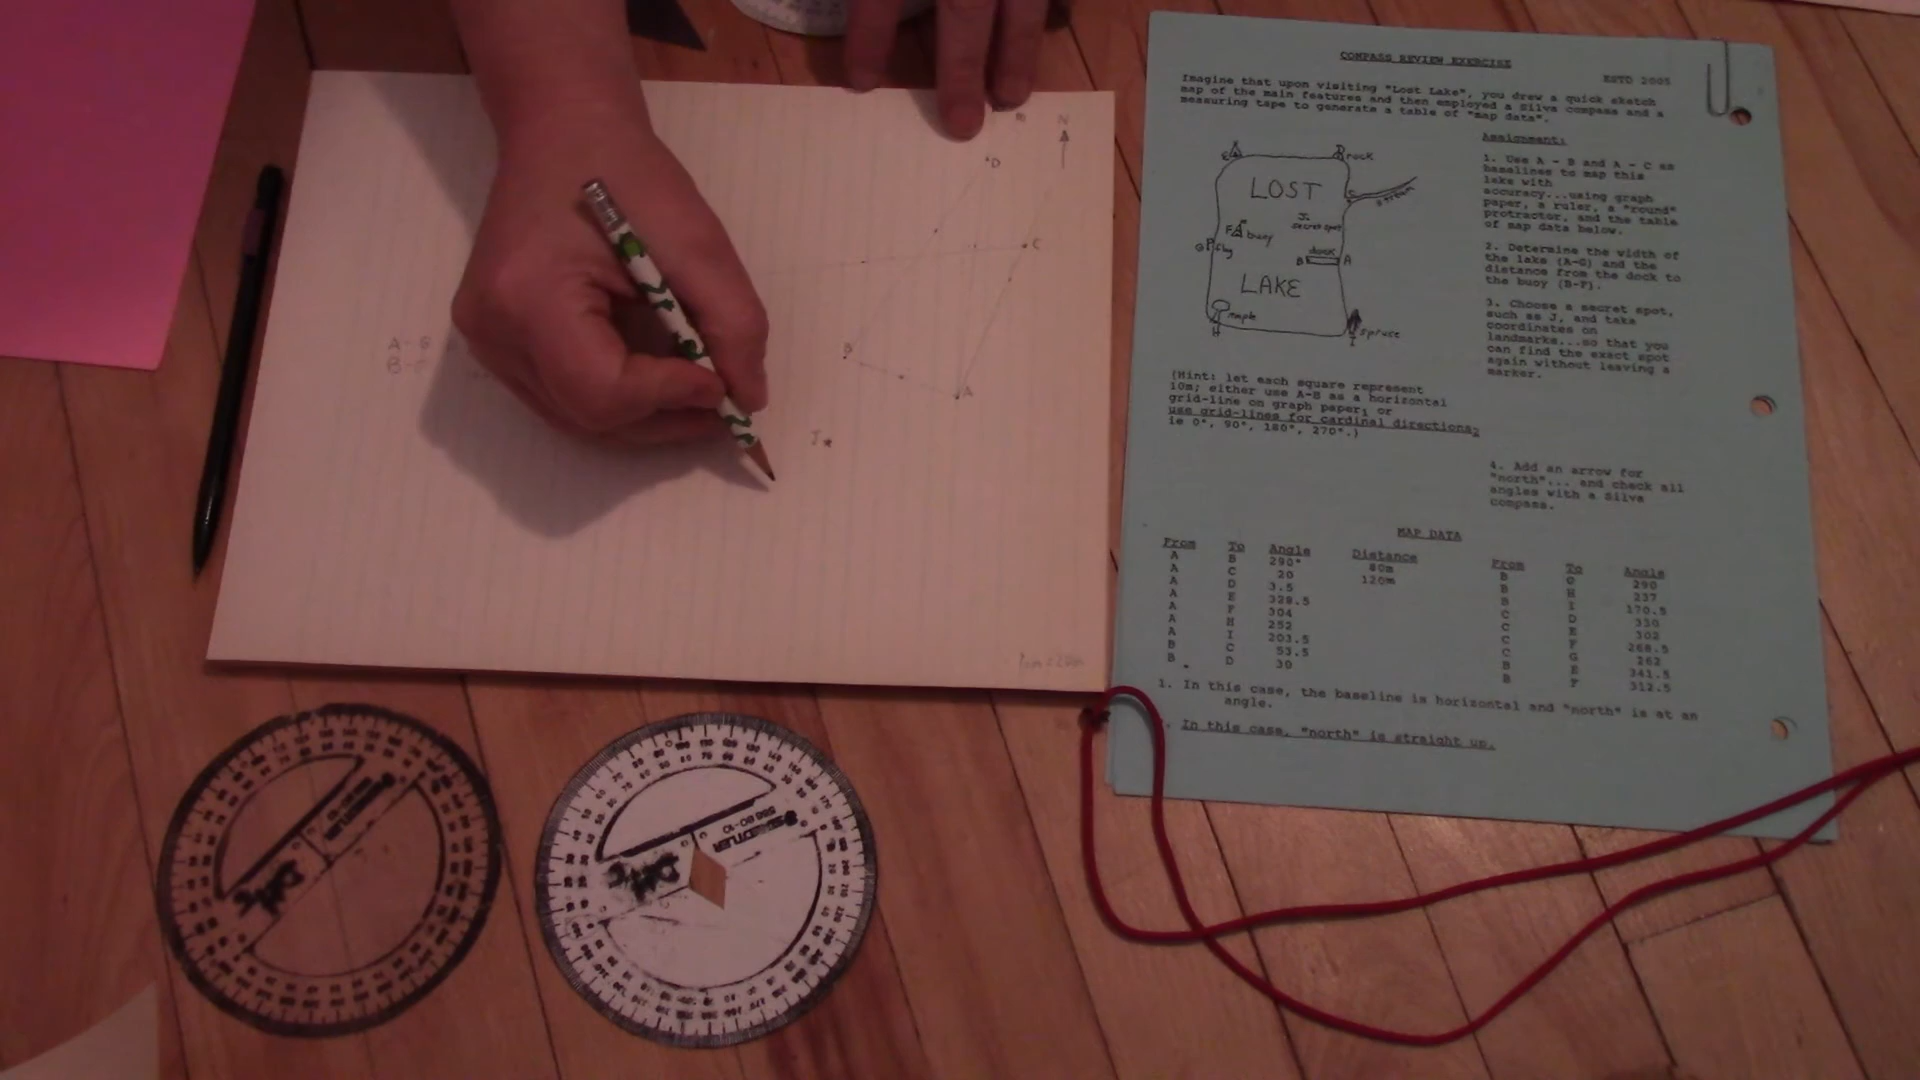 COMPASS REVIEW EXERCISE
ESTD 2005
Imagine that upon visiting "Lost Lake", you drew a quick sketch
map of the main features and then employed a Silva compass and a
measuring tape to generate a table of "map data".
Assignment:
1. Use A - B and A - C as
baselines to map this
lake with
accuracy...using graph
paper, a ruler, a "round"
protractor, and the table
of map data below.
2. Determine the width of
the lake (A-G) and the
distance from the dock to
the buoy (B-F).
3. Choose a secret spot,
such as J, and take
coordinates on
landmarks...so that you
can find the exact spot
again without leaving a
marker.
E
rock
LOST
C
stream
J.
secret spot
F buoy
G
dock
B A
LAKE
maple
H
spruce
I
(Hint: let each square represent
10m; either use A-B as a horizontal
grid-line on graph paper; or
use grid-lines for cardinal directions;
ie 0°, 90°, 180°, 270°.)
4. Add an arrow for
"north"... and check all
angles with a Silva
compass.
MAP DATA
From To Angle Distance From To Angle
A B 290° 80m B G 290
A C 20 120m B H 237
A D 3.5 B I 170.5
A E 328.5 C D 330
A F 304 C E 302
A H 252 C F 268.5
A I 203.5 C G 262
B C 53.5 B E 341.5
B D 30 B F 312.5
1. In this case, the baseline is horizontal and "north" is at an
angle.
. In this case, "north" is straight up.
N
D
C
B
A
J
A-G
B-F
STAEDTLER
STAEDTLER